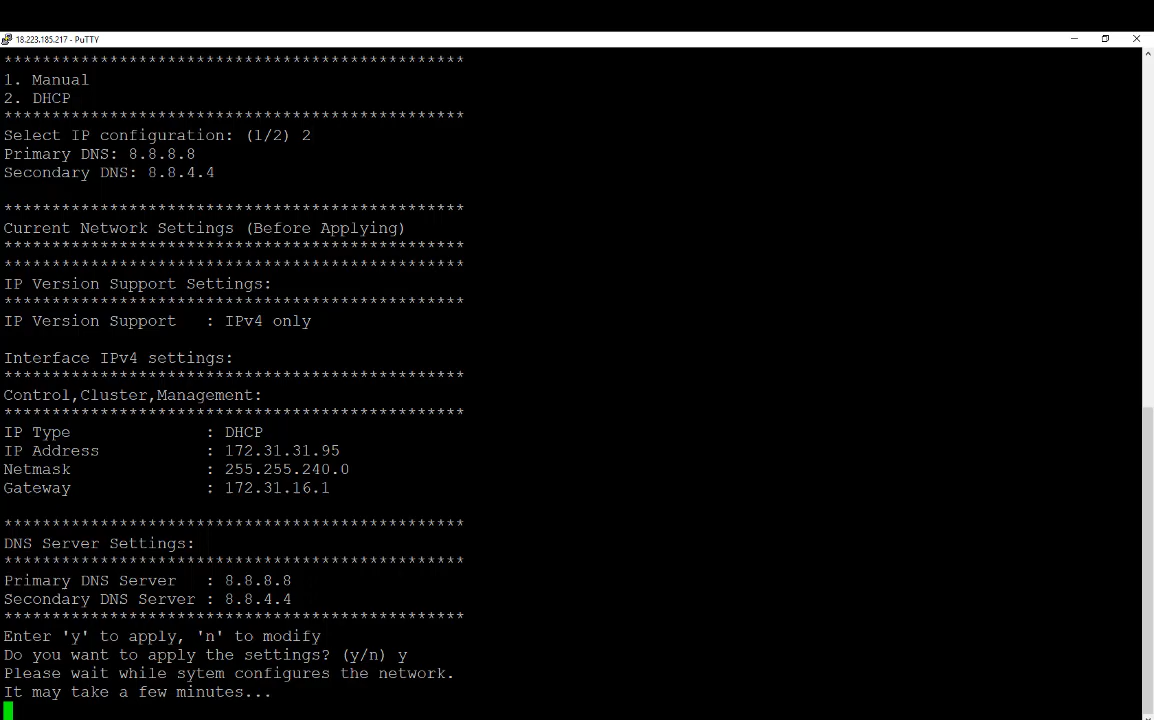 18.223.185.217 - PuTTY
************************************************
1. Manual
2. DHCP
************************************************
Select IP configuration: (1/2) 2
Primary DNS: 8.8.8.8
Secondary DNS: 8.8.4.4
************************************************
Current Network Settings (Before Applying)
************************************************
************************************************
IP Version Support Settings:
************************************************
IP Version Support   : IPv4 only
Interface IPv4 settings:
************************************************
Control,Cluster,Management:
************************************************
IP Type              : DHCP
IP Address           : 172.31.31.95
Netmask              : 255.255.240.0
Gateway              : 172.31.16.1
************************************************
DNS Server Settings:
************************************************
Primary DNS Server   : 8.8.8.8
Secondary DNS Server : 8.8.4.4
************************************************
Enter 'y' to apply, 'n' to modify
Do you want to apply the settings? (y/n) y
Please wait while sytem configures the network.
It may take a few minutes...